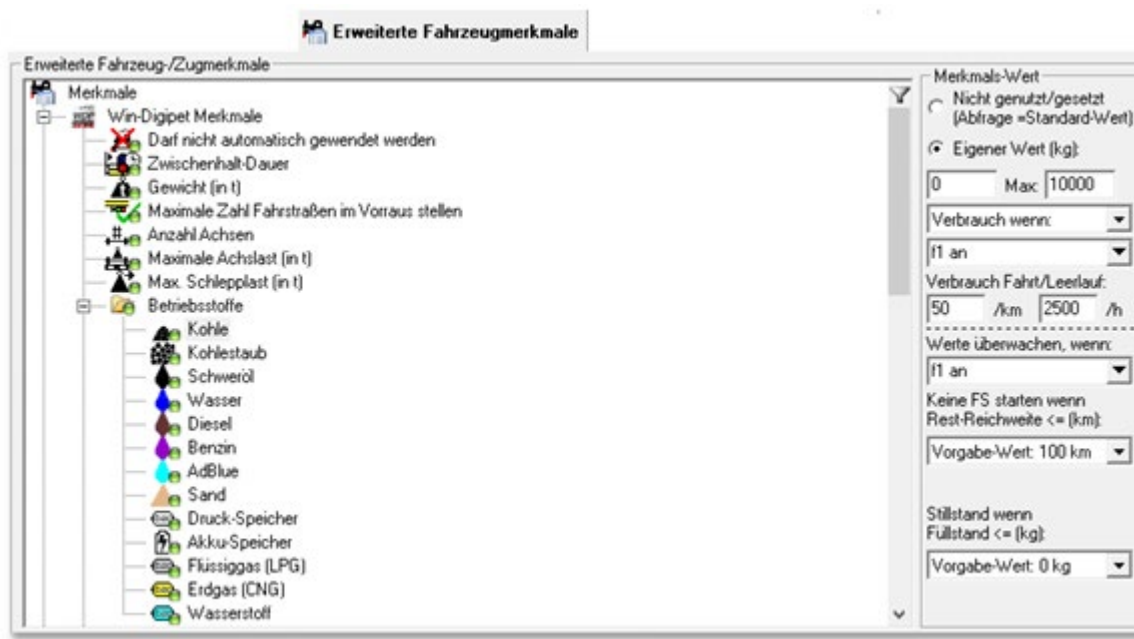 Erweiterte Fahrzeugmerkmale
Erweiterte Fahrzeug-/Zugmerkmale
Merkmale
Win-Digipet Merkmale
Darf nicht automatisch gewendet werden
Zwischenhalt-Dauer
Gewicht (in t)
Maximale Zahl Fahrstraßen im Vorraus stellen
Anzahl Achsen
Maximale Achslast (in t)
Max. Schlepplast (in t)
Betriebsstoffe
Kohle
Kohlestaub
Schweröl
Wasser
Diesel
Benzin
AdBlue
Sand
Druck-Speicher
Akku-Speicher
Flüssiggas (LPG)
Erdgas (CNG)
Wasserstoff
Merkmals-Wert
Nicht genutzt/gesetzt
(Abfrage =Standard-Wert)
Eigener Wert (kg):
0 Max: 10000
Verbrauch wenn:
f1 an
Verbrauch Fahrt/Leerlauf:
50 /km 2500 /h
Werte überwachen, wenn:
f1 an
Keine FS starten wenn
Rest-Reichweite <= (km):
Vorgabe-Wert: 100 km
Stillstand wenn
Füllstand <= (kg):
Vorgabe-Wert: 0 kg